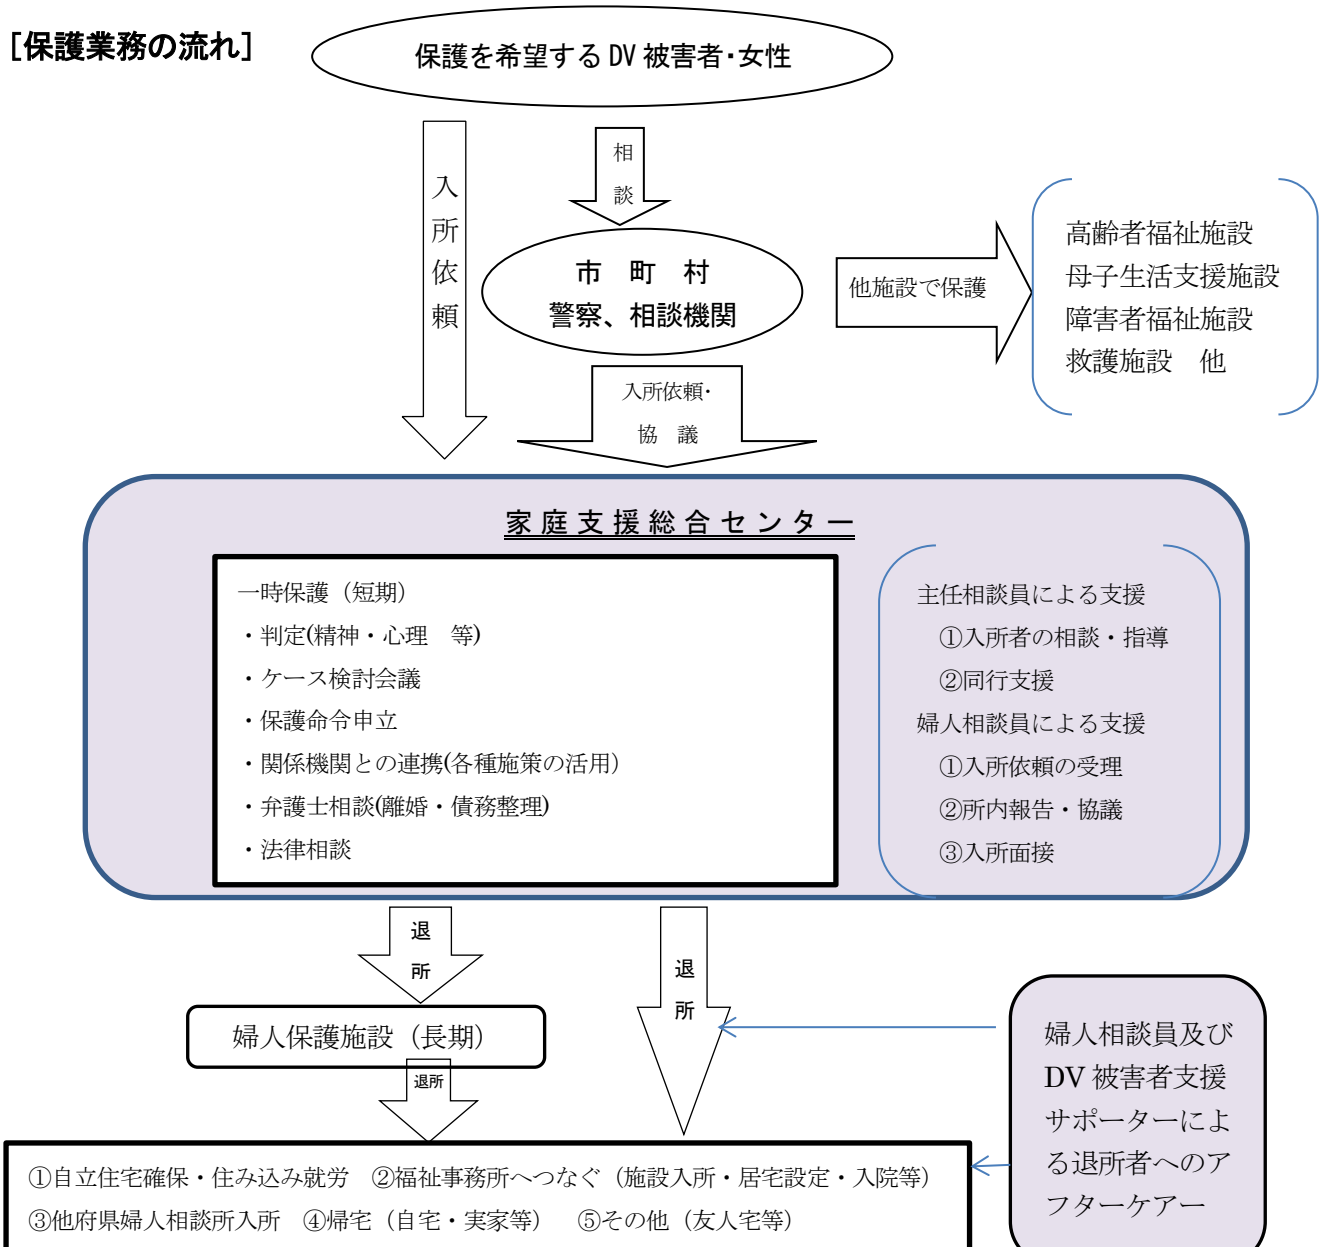 [保護業務の流れ]
保護を希望する DV 被害者・女性
入所依頼
相
談
市　町　村
警察、相談機関
他施設で保護
高齢者福祉施設
母子生活支援施設
障害者福祉施設
救護施設　他
入所依頼・
協　議
家庭支援総合センター
一時保護（短期）
・判定(精神・心理　等)
・ケース検討会議
・保護命令申立
・関係機関との連携(各種施策の活用）
・弁護士相談(離婚・債務整理)
・法律相談
主任相談員による支援
①入所者の相談・指導
②同行支援
婦人相談員による支援
①入所依頼の受理
②所内報告・協議
③入所面接
退
所
退
所
婦人保護施設（長期）
退所
婦人相談員及び
DV 被害者支援
サポーターによ
る退所者へのア
フターケアー
①自立住宅確保・住み込み就労　②福祉事務所へつなぐ（施設入所・居宅設定・入院等）
③他府県婦人相談所入所　④帰宅（自宅・実家等）　⑤その他（友人宅等）